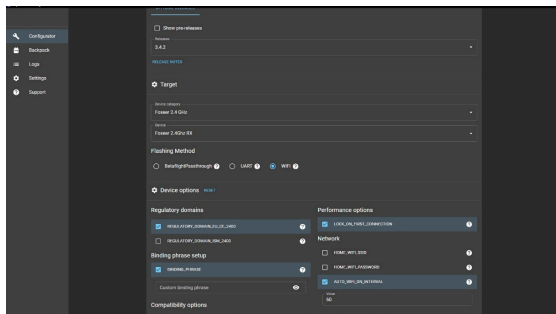 Show pre-releases
Releases
3.4.2
RELEASE NOTES
Configurator
Backpack
Logs
Settings
Support
Target
Device category
Foxeer 2.4 GHz
Device
Foxeer 2.4Ghz RX
Flashing Method
BetaflightPassthrough
UART
WIFI
Device options RESET
Regulatory domains
REGULATORY_DOMAIN_EU_CE_2400
REGULATORY_DOMAIN_ISM_2400
Binding phrase setup
BINDING_PHRASE
Custom binding phrase
Compatibility options
Performance options
LOCK_ON_FIRST_CONNECTION
Network
HOME_WIFI_SSID
HOME_WIFI_PASSWORD
AUTO_WIFI_ON_INTERVAL
Value
60